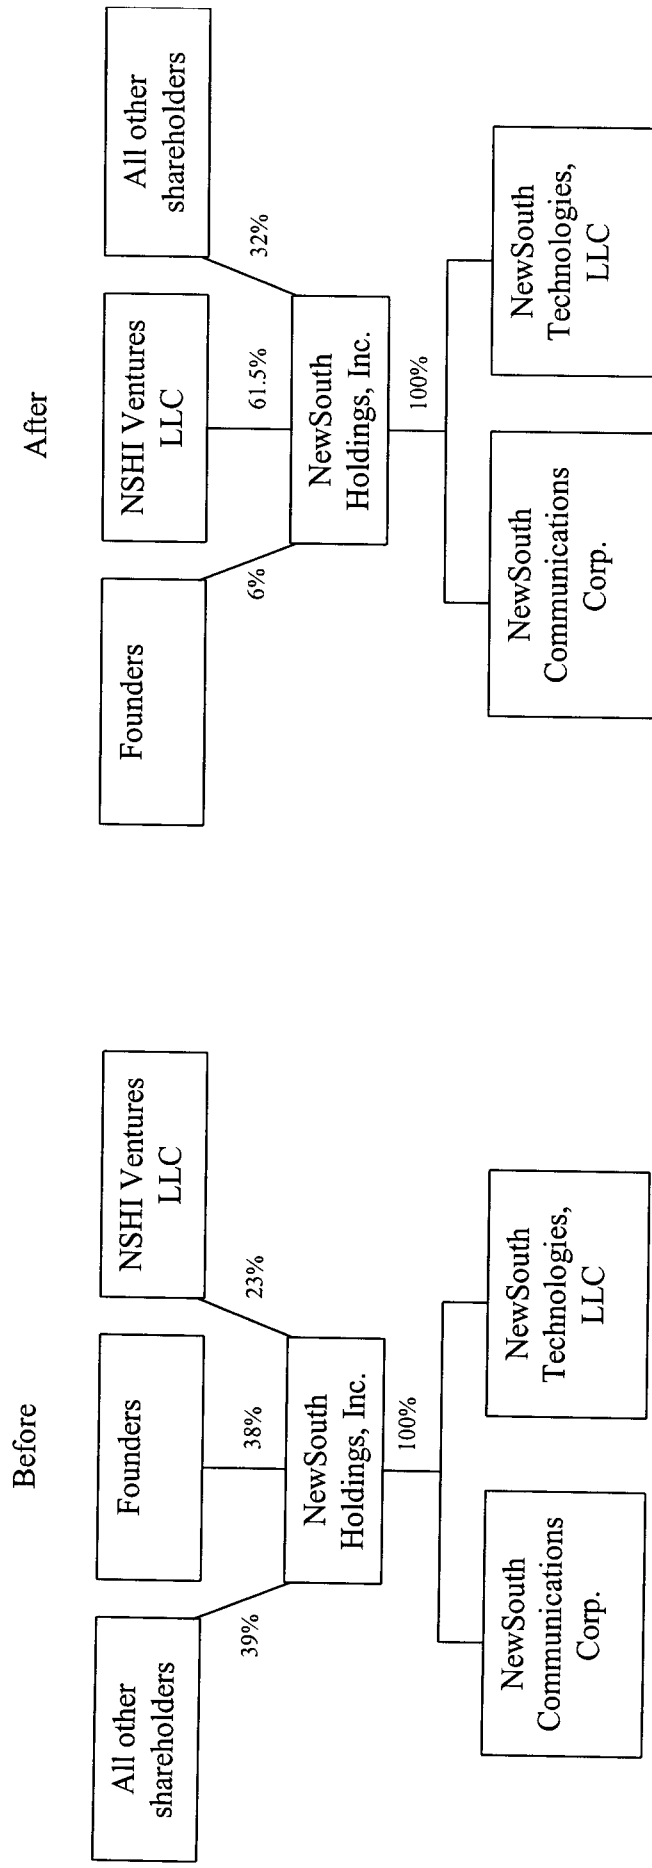 Before
All other
shareholders
Founders
NSHI Ventures
LLC
39%
38%
23%
NewSouth
Holdings, Inc.
100%
NewSouth
Communications
Corp.
NewSouth
Technologies,
LLC
After
Founders
NSHI Ventures
LLC
All other
shareholders
6%
61.5%
32%
NewSouth
Holdings, Inc.
100%
NewSouth
Communications
Corp.
NewSouth
Technologies,
LLC